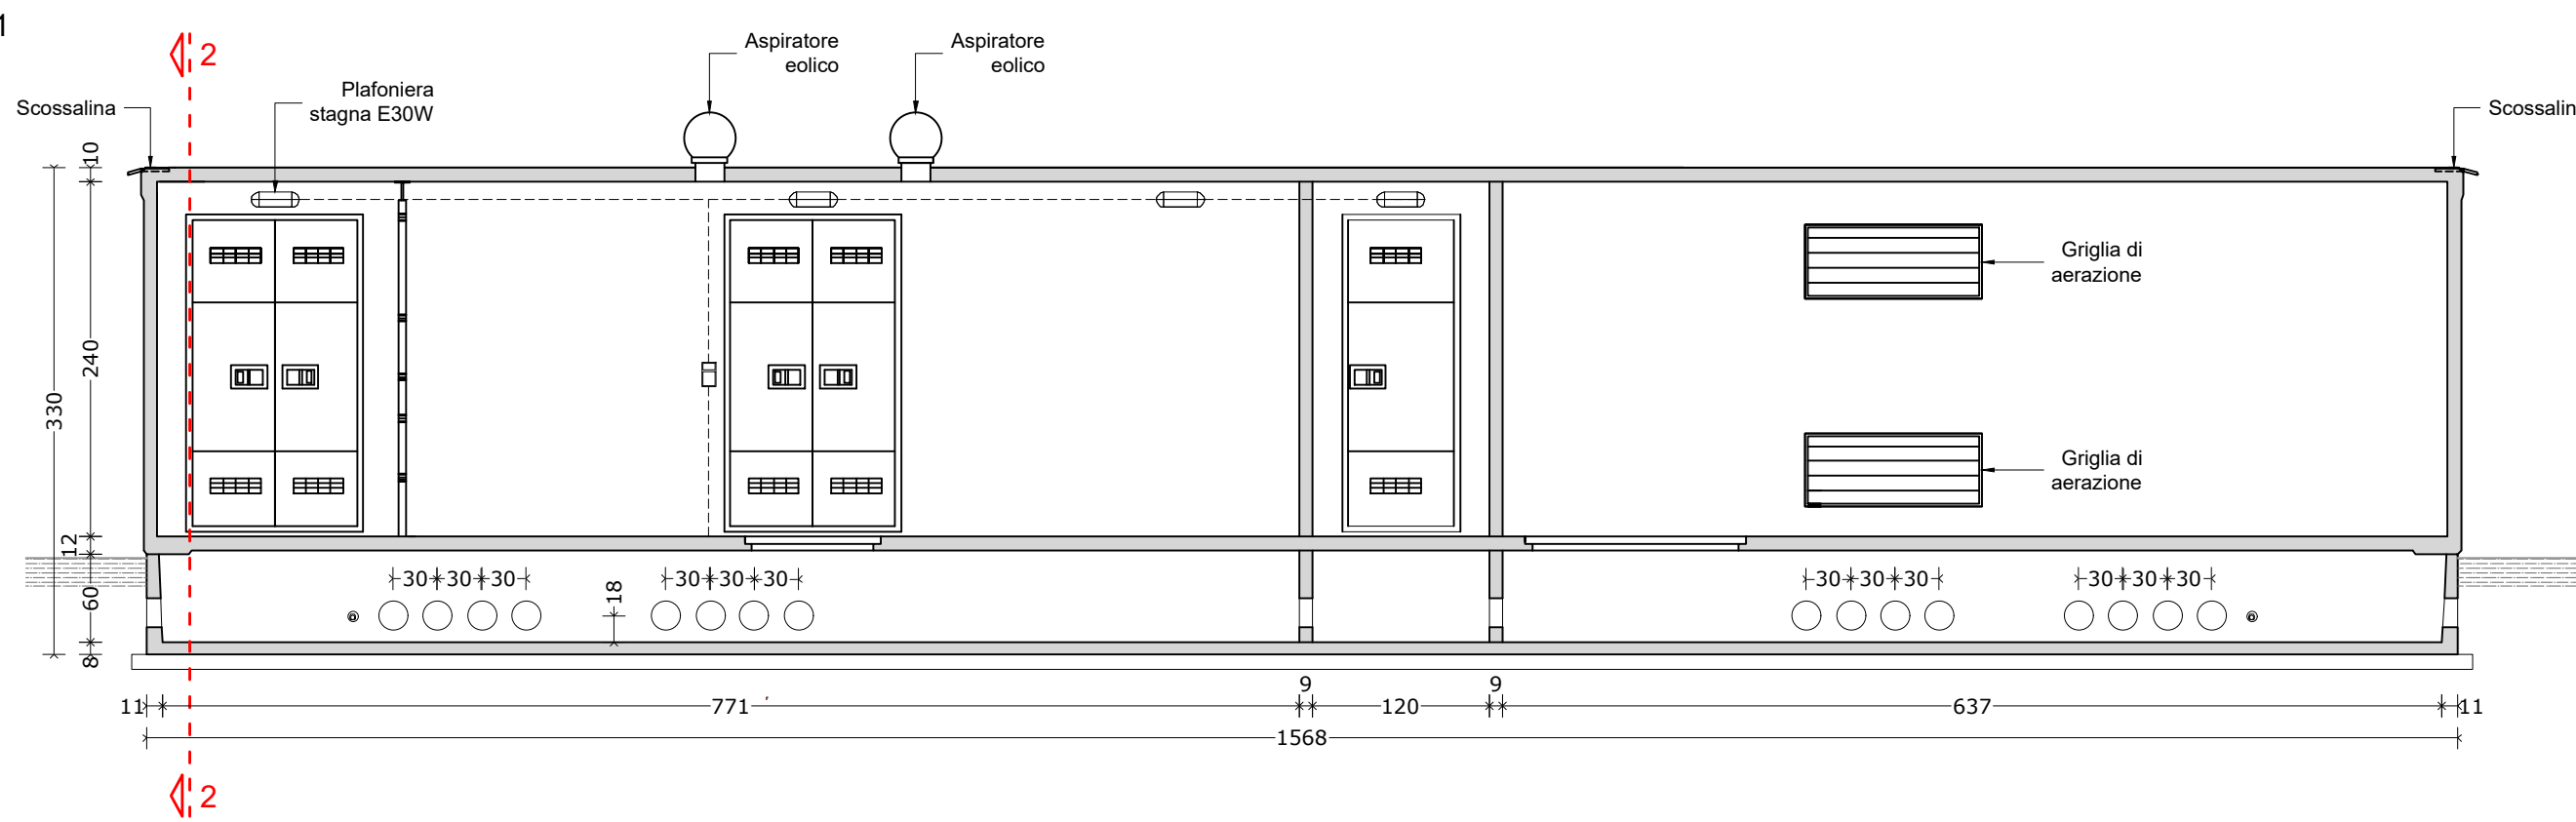 1
2
Aspiratore
eolico
Aspiratore
eolico
Plafoniera
stagna E30W
Scossalina
Scossalin
10
240
330
12
60
8
Griglia di
aerazione
Griglia di
aerazione
30 30 30
30 30 30
18
30 30 30
30 30 30
11
771
9
120
9
637
11
1568
2